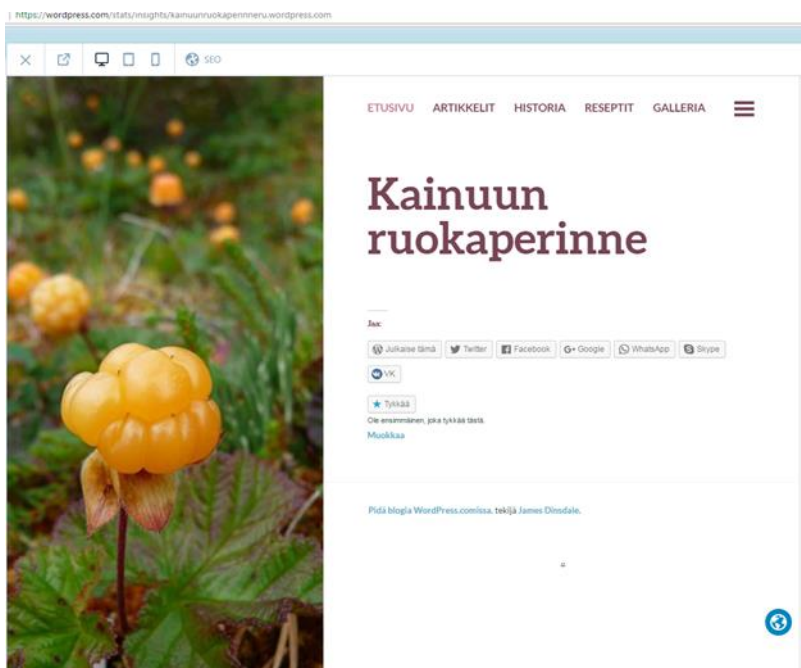 https://wordpress.com/stats/insights/kainuunruokaperinnneru.wordpress.com
SEO
ETUSIVU ARTIKKELIT HISTORIA RESEPTIT GALLERIA
Kainuun
ruokaperinne
Jaa:
Julkaise tämä Twitter Facebook Google WhatsApp Skype
VK
Tykkää
Ole ensimmäinen, joka tykkää tästä.
Muokkaa
Pidä blogia WordPress.comissa. tekijä James Dinsdale.